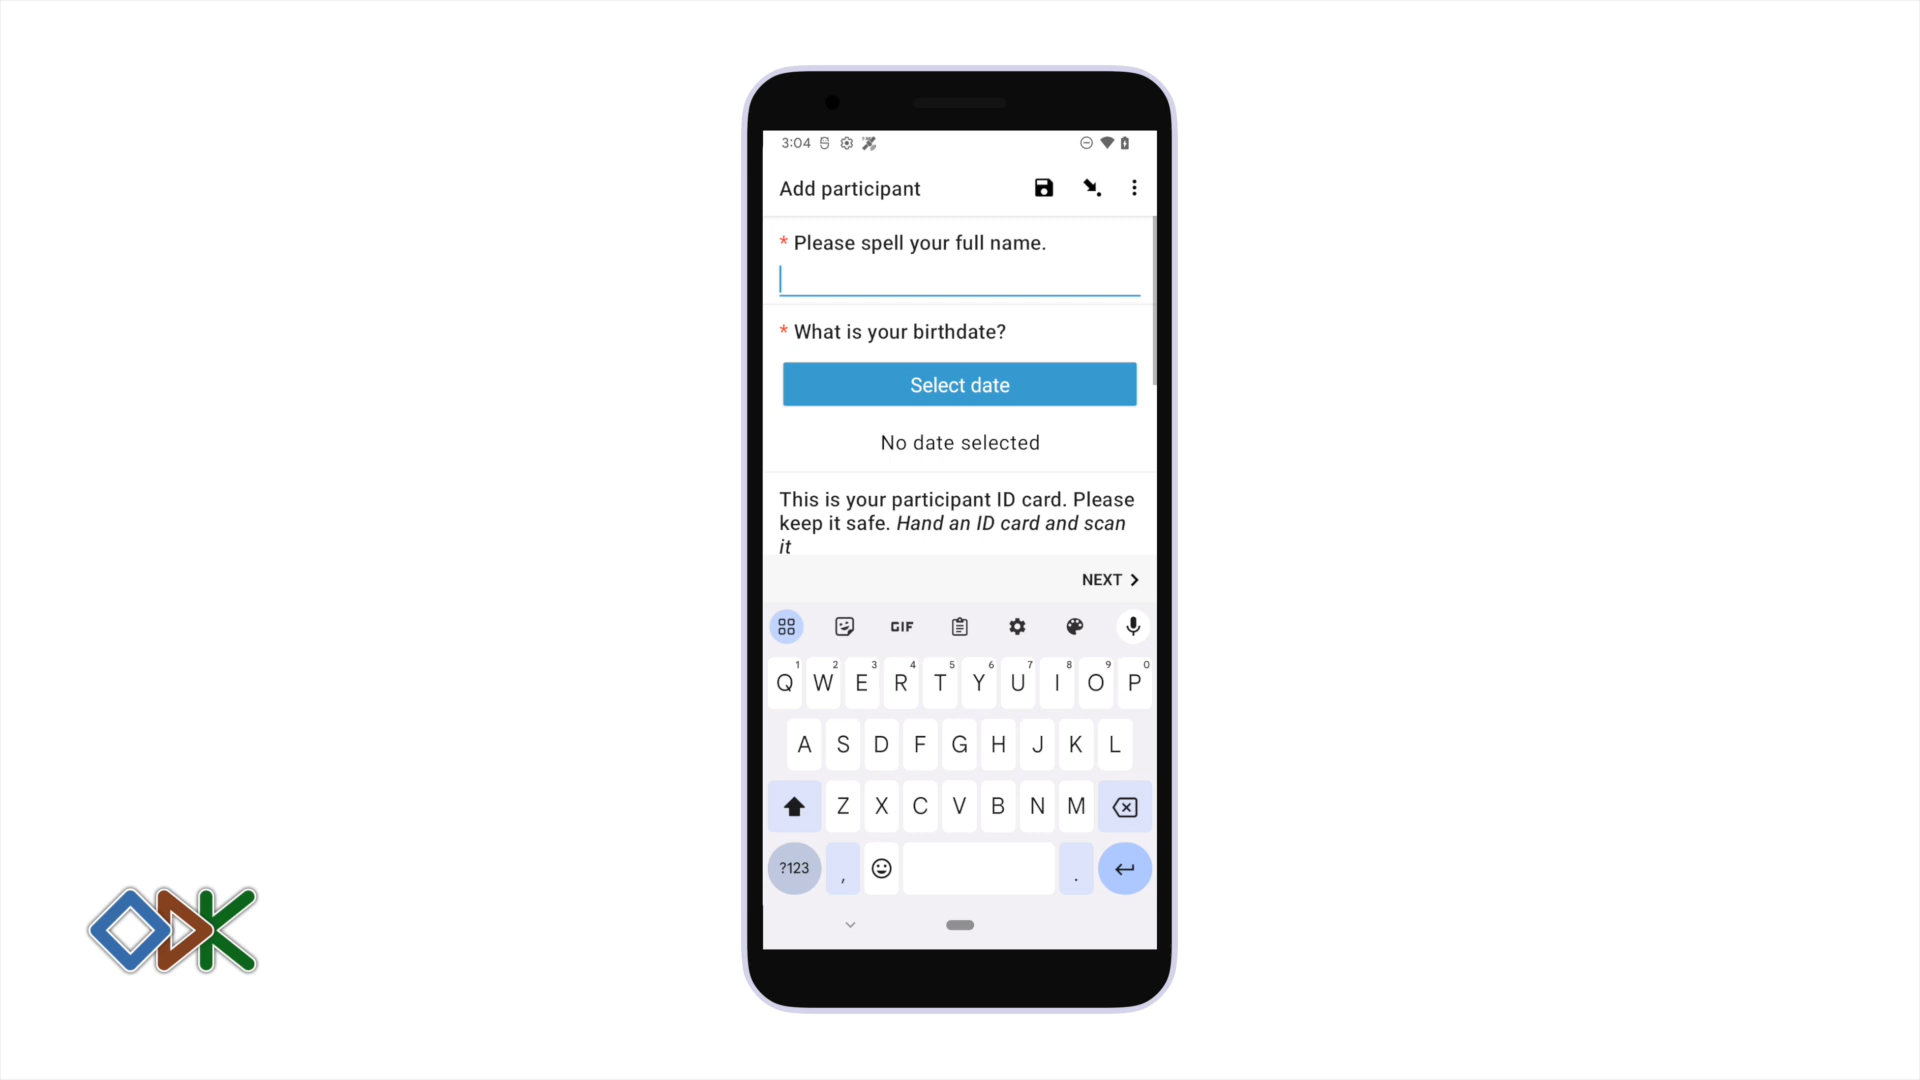 3:04
Add participant
* Please spell your full name.
* What is your birthdate?
Select date
No date selected
This is your participant ID card. Please
keep it safe. Hand an ID card and scan
it
NEXT
GIF
1 2 3 4 5 6 7 8 9 0
Q W E R T Y U I O P
A S D F G H J K L
Z X C V B N M
?123 , .
ODK